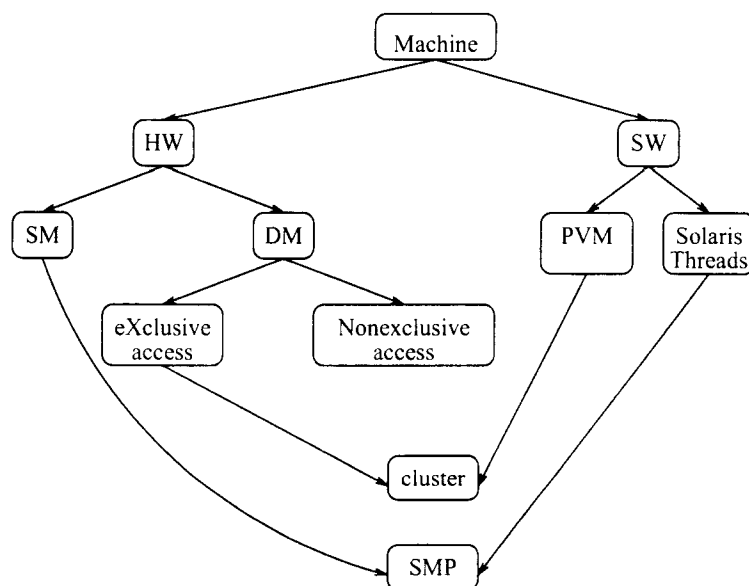 Machine
HW
SW
SM
DM
PVM
Solaris
Threads
eXclusive
access
Nonexclusive
access
cluster
SMP